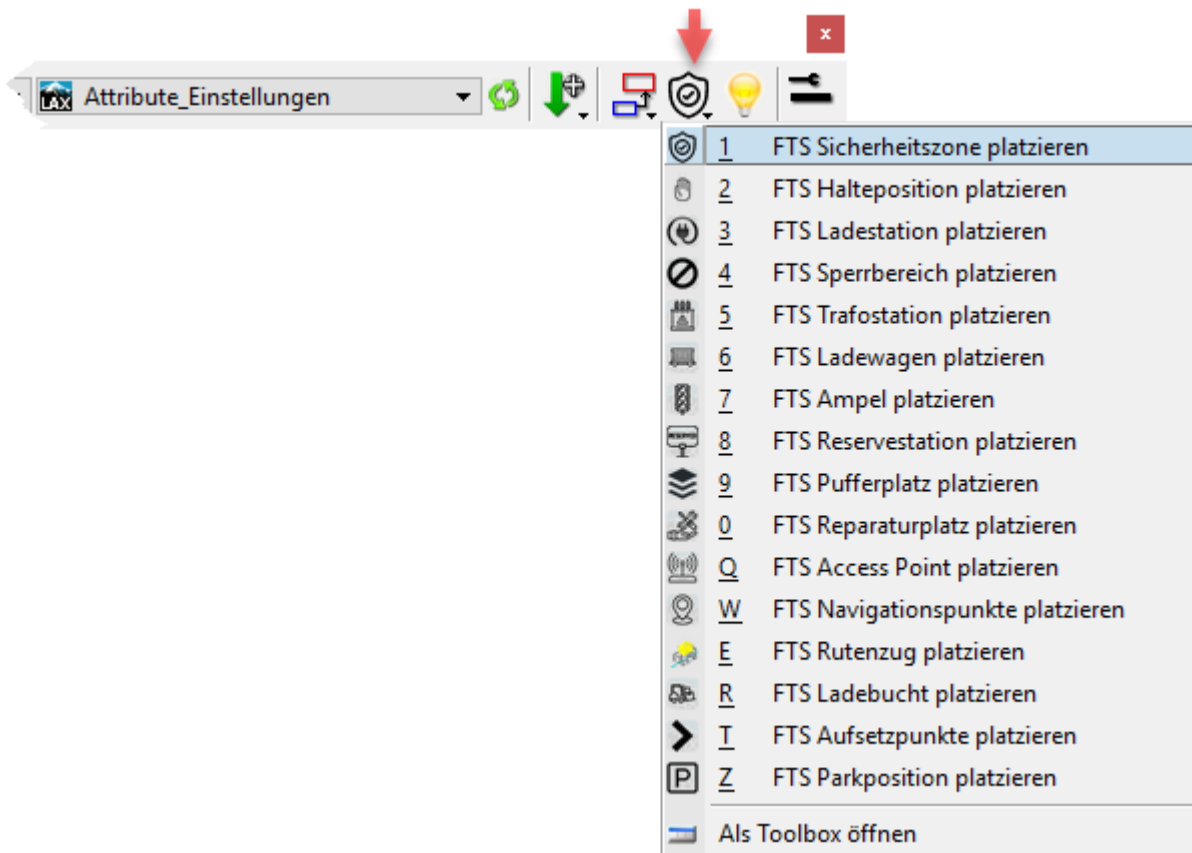 x
LAX Attribute_Einstellungen
1 FTS Sicherheitszone platzieren
2 FTS Halteposition platzieren
3 FTS Ladestation platzieren
4 FTS Sperrbereich platzieren
5 FTS Trafostation platzieren
6 FTS Ladewagen platzieren
7 FTS Ampel platzieren
8 FTS Reservestation platzieren
9 FTS Pufferplatz platzieren
0 FTS Reparaturplatz platzieren
Q FTS Access Point platzieren
W FTS Navigationspunkte platzieren
E FTS Rutenzug platzieren
R FTS Ladebucht platzieren
T FTS Aufsetzpunkte platzieren
P Z FTS Parkposition platzieren
Als Toolbox öffnen